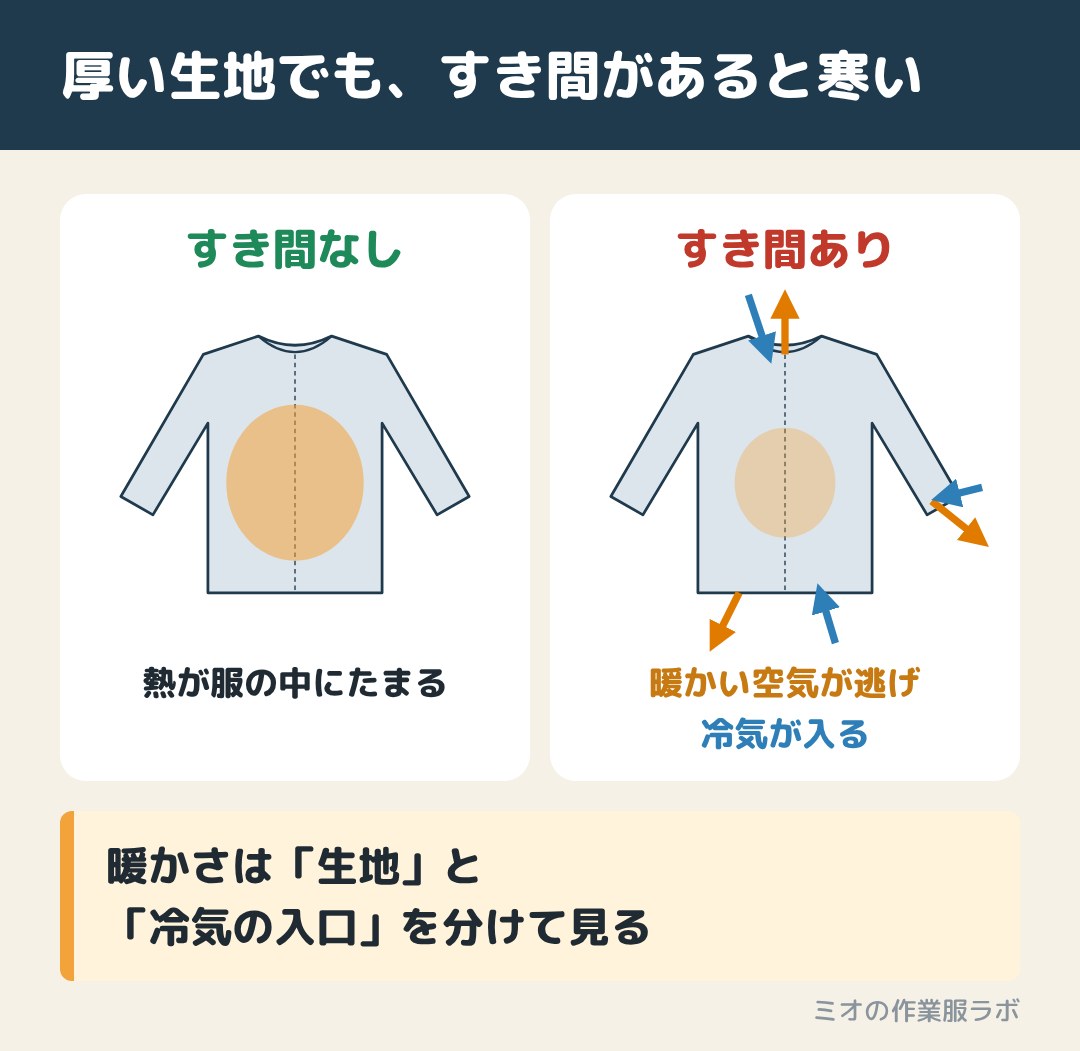 厚い生地でも、すき間があると寒い
すき間なし
熱が服の中にたまる
すき間あり
暖かい空気が逃げ
冷気が入る
暖かさは「生地」と
「冷気の入口」を分けて見る
ミオの作業服ラボ